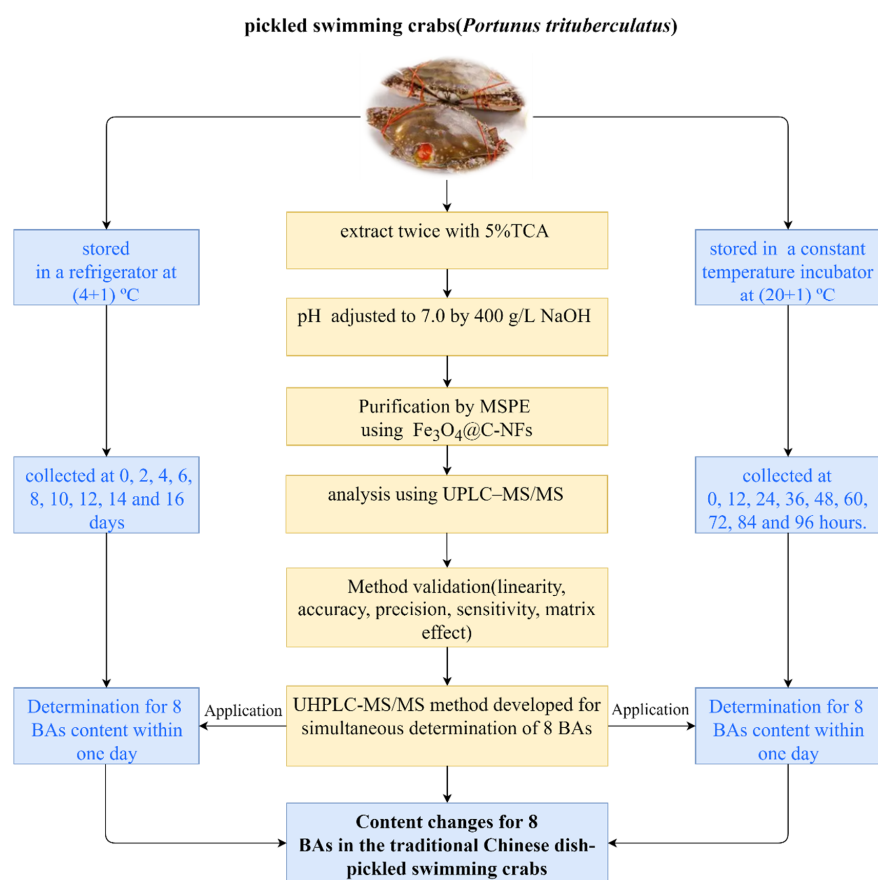 pickled swimming crabs(Portunus trituberculatus)
extract twice with 5%TCA
stored
in a refrigerator at
(4+1) ºC
stored in a constant
temperature incubator
at (20+1) ºC
pH adjusted to 7.0 by 400 g/L NaOH
Purification by MSPE
using Fe3O4@C-NFs
collected at 0, 2, 4, 6,
8, 10, 12, 14 and 16
days
analysis using UPLC–MS/MS
collected at
0, 12, 24, 36, 48, 60,
72, 84 and 96 hours.
Method validation(linearity,
accuracy, precision, sensitivity, matrix
effect)
Determination for 8
BAs content within
one day
Application
UHPLC-MS/MS method developed for
simultaneous determination of 8 BAs
Application
Determination for 8
BAs content within
one day
Content changes for 8
BAs in the traditional Chinese dish-
pickled swimming crabs